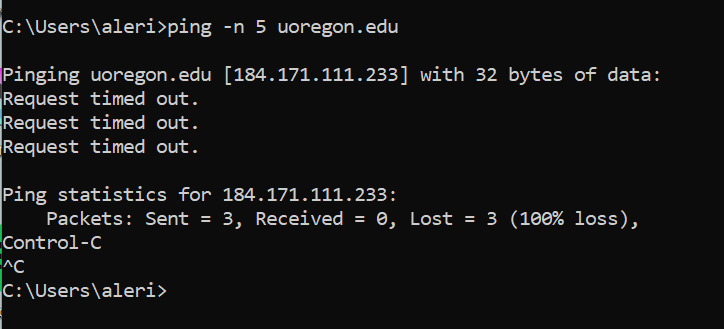 C:\Users\aleri>ping -n 5 uoregon.edu
Pinging uoregon.edu [184.171.111.233] with 32 bytes of data:
Request timed out.
Request timed out.
Request timed out.
Ping statistics for 184.171.111.233:
    Packets: Sent = 3, Received = 0, Lost = 3 (100% loss),
Control-C
^C
C:\Users\aleri>